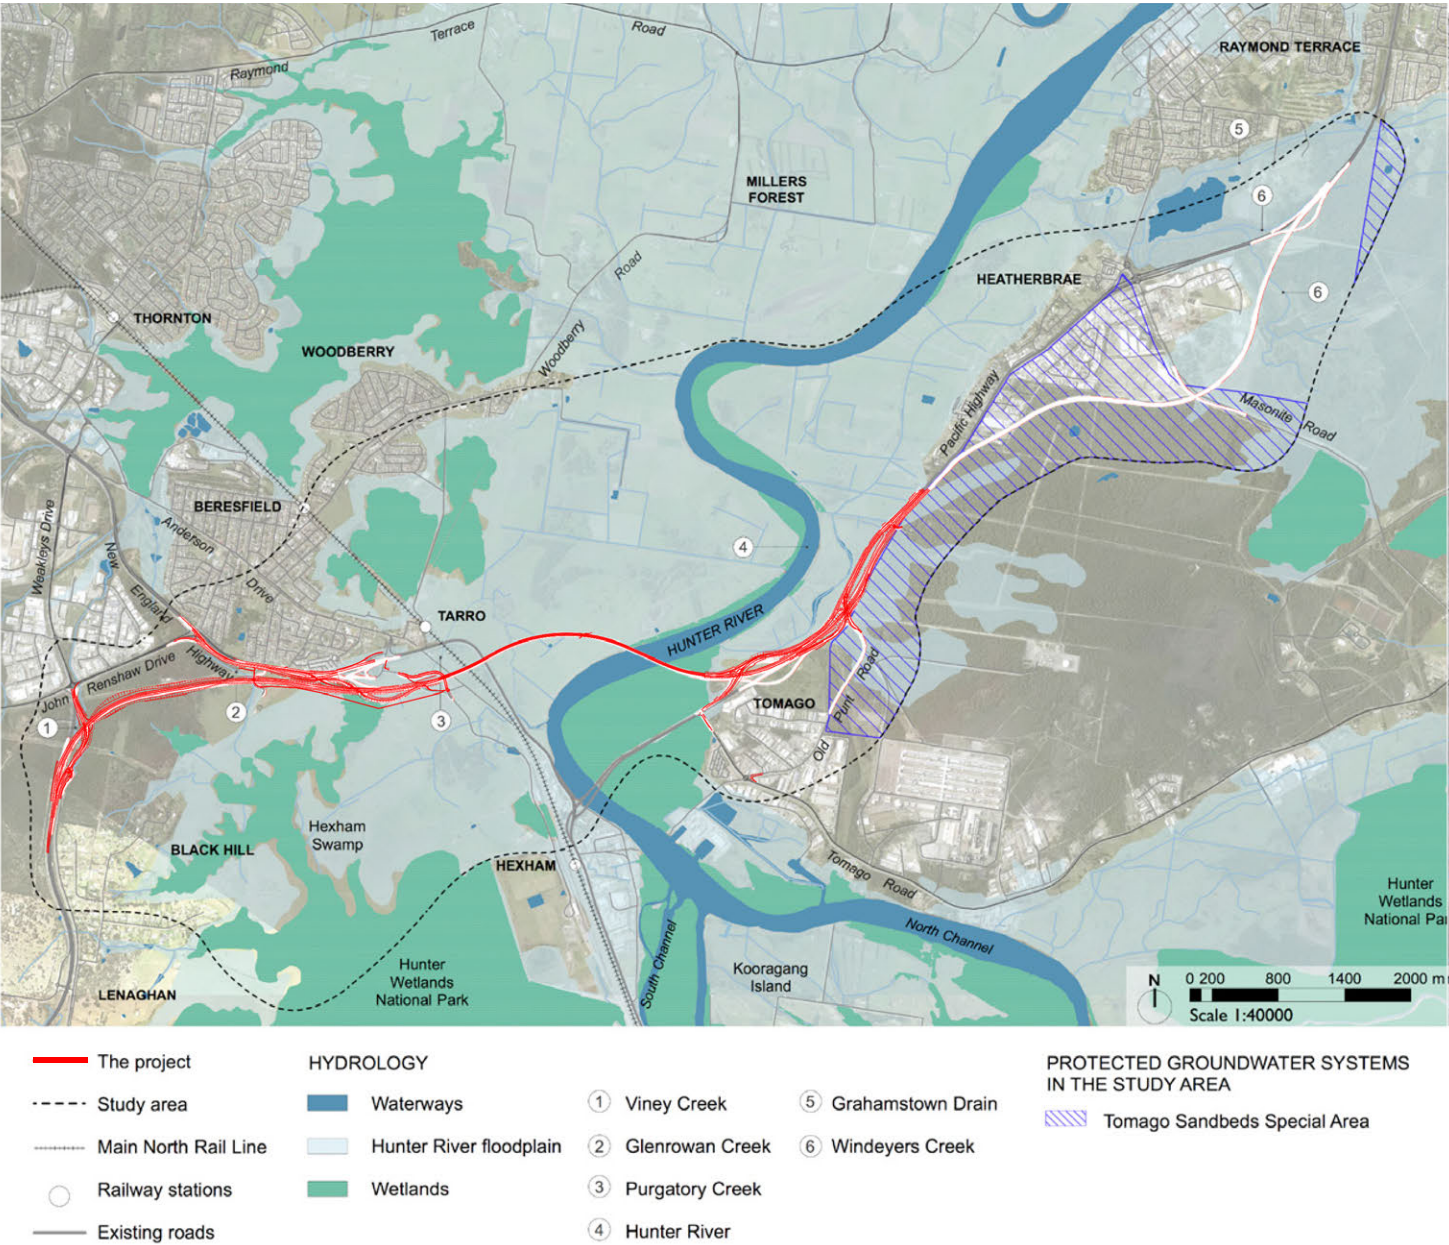 Terrace
Road
RAYMOND TERRACE
Raymond
5
MILLERS
FOREST
6
Road
HEATHERBRAE
6
THORNTON
WOODBERRY
Woodberry
Pacific Highway
Masonite
Road
BERESFIELD
Weakleys Drive
Anderson
Drive
New
England
Highway
4
TARRO
HUNTER RIVER
John
Renshaw Drive
1
2
3
TOMAGO
Old
Punt
Road
Hexham
Swamp
BLACK HILL
HEXHAM
Tomago
Road
Hunter
Wetlands
National Par
North Channel
South Channel
Kooragang
Island
Hunter
Wetlands
National Park
LENAGHAN
N
0 200 800 1400 2000 m
Scale 1:40000
The project
Study area
Main North Rail Line
Railway stations
Existing roads
HYDROLOGY
Waterways
Hunter River floodplain
Wetlands
1 Viney Creek
2 Glenrowan Creek
3 Purgatory Creek
4 Hunter River
5 Grahamstown Drain
6 Windeyers Creek
PROTECTED GROUNDWATER SYSTEMS
IN THE STUDY AREA
Tomago Sandbeds Special Area